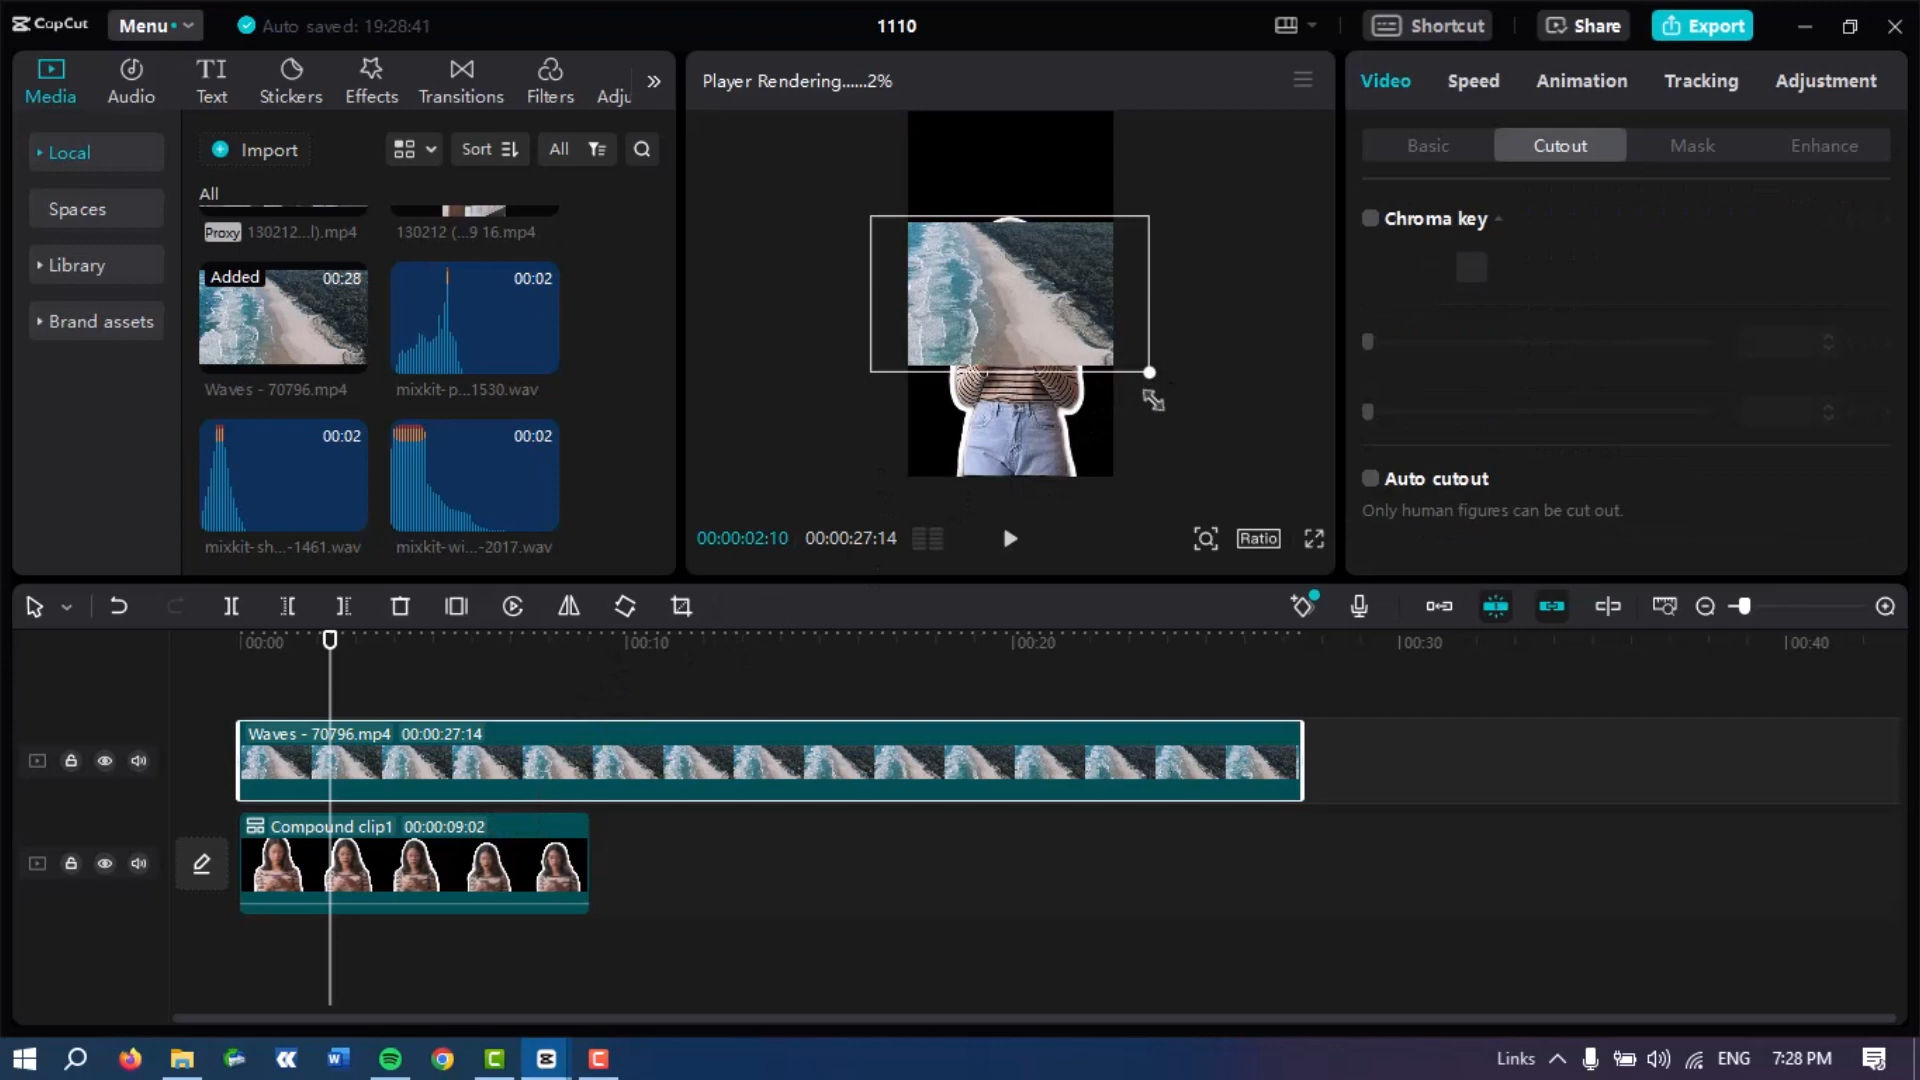 CapCut
Menu
Auto saved: 19:28:41
1110
Shortcut
Share
Export
Media
Audio
TI
Text
Stickers
Effects
Transitions
Filters
Adju
Player Rendering......2%
Video
Speed
Animation
Tracking
Adjustment
Local
Spaces
Library
Brand assets
Import
Sort
All
All
Proxy 130212...l).mp4
130212 (...9 16.mp4
Added
00:28
00:02
Waves - 70796.mp4
mixkit-p...1530.wav
00:02
00:02
mixkit-sh...-1461.wav
mixkit-wi...-2017.wav
00:00:02:10
00:00:27:14
Ratio
Basic
Cutout
Mask
Enhance
Chroma key
Auto cutout
Only human figures can be cut out.
00:00
00:10
00:20
00:30
00:40
Waves - 70796.mp4 00:00:27:14
Compound clip1 00:00:09:02
Links
ENG
7:28 PM